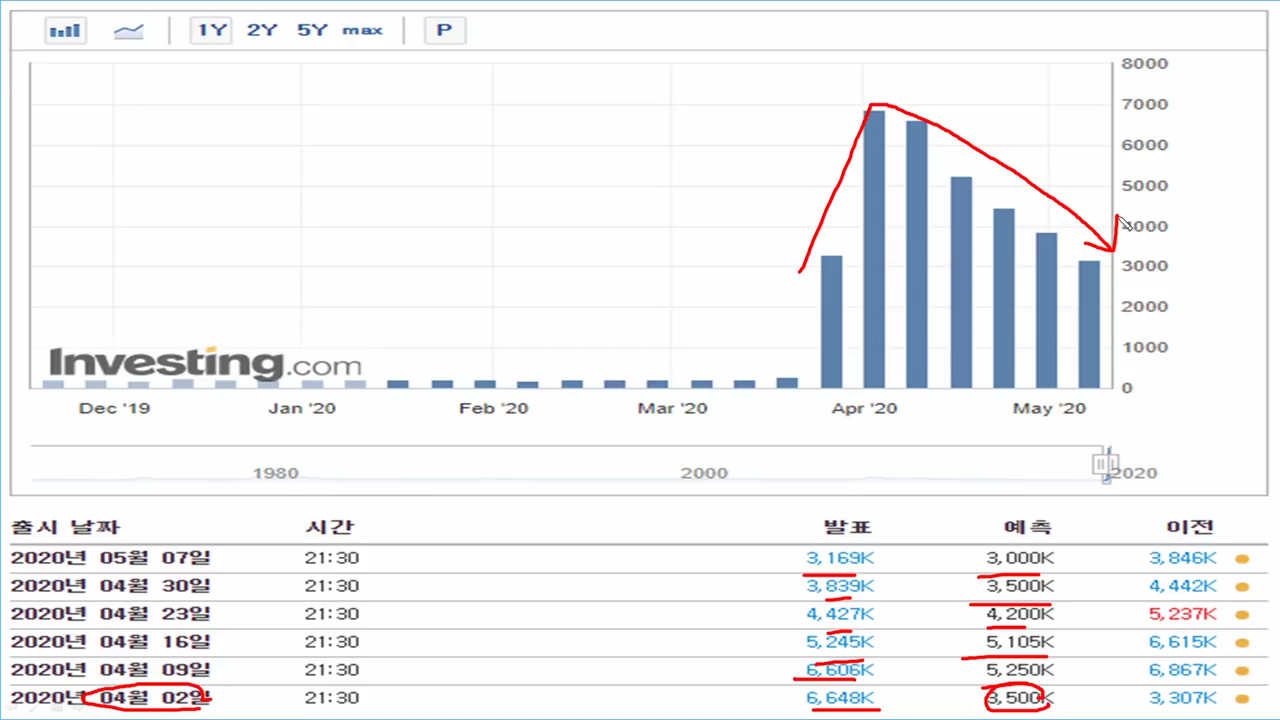 1Y 2Y 5Y max P
8000
7000
6000
5000
4000
3000
2000
1000
0
Investing.com
Dec '19 Jan '20 Feb '20 Mar '20 Apr '20 May '20
1980 2000 2020
출시 날짜 시간 발표 예측 이전
2020년 05월 07일 21:30 3,169K 3,000K 3,846K
2020년 04월 30일 21:30 3,839K 3,500K 4,442K
2020년 04월 23일 21:30 4,427K 4,200K 5,237K
2020년 04월 16일 21:30 5,245K 5,105K 6,615K
2020년 04월 09일 21:30 6,606K 5,250K 6,867K
2020년 04월 02일 21:30 6,648K 3,500K 3,307K